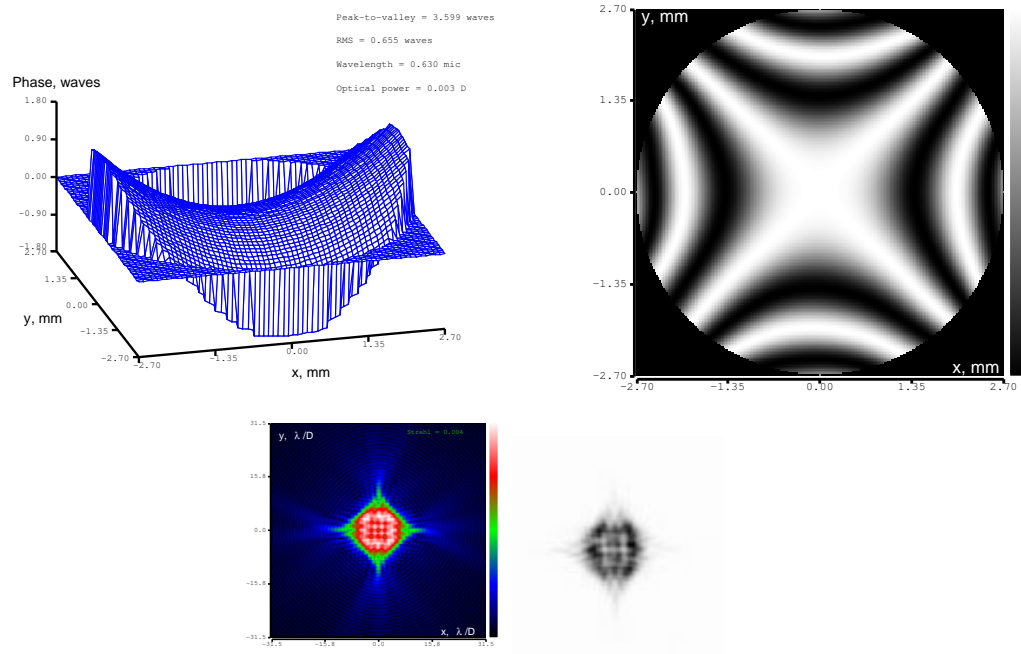 Peak-to-valley = 3.599 waves
RMS = 0.655 waves
Wavelength = 0.630 mic
Optical power = 0.003 D
Phase, waves
1.80
0.90
0.00
-0.90
-1.80
2.70
1.35
0.00
-1.35
-2.70
y, mm
-2.70
-1.35
0.00
1.35
2.70
x, mm
y, mm
2.70
1.35
0.00
-1.35
-2.70
x, mm
-2.70
-1.35
0.00
1.35
2.70
Strehl = 0.004
y, λ/D
31.5
15.8
0.0
-15.8
-31.5
x, λ/D
-31.5
-15.8
0.0
15.8
31.5